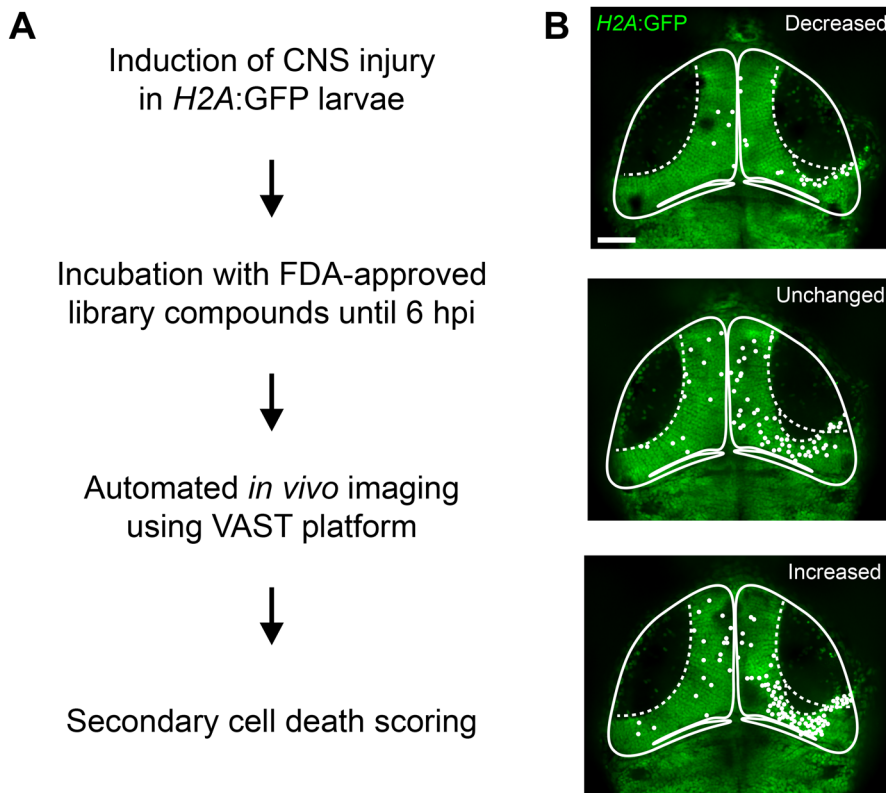 A
Induction of CNS injury
in H2A:GFP larvae
Incubation with FDA-approved
library compounds until 6 hpi
Automated in vivo imaging
using VAST platform
Secondary cell death scoring
B
H2A:GFP
Decreased
Unchanged
Increased